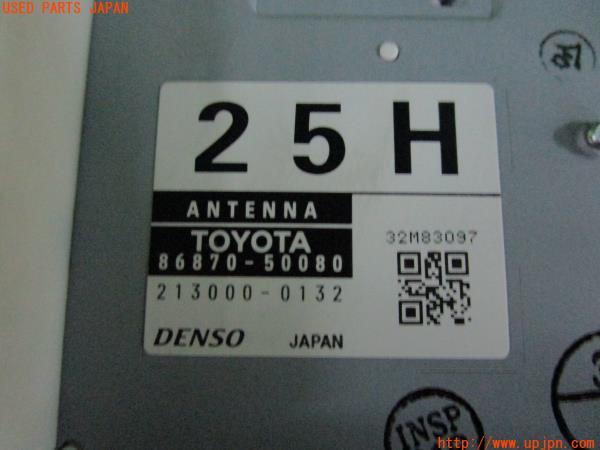 USED PARTS JAPAN
25H
ANTENNA
TOYOTA
86870-50080
213000-0132
32M83097
DENSO JAPAN
INSP
http://www.upjpn.com/